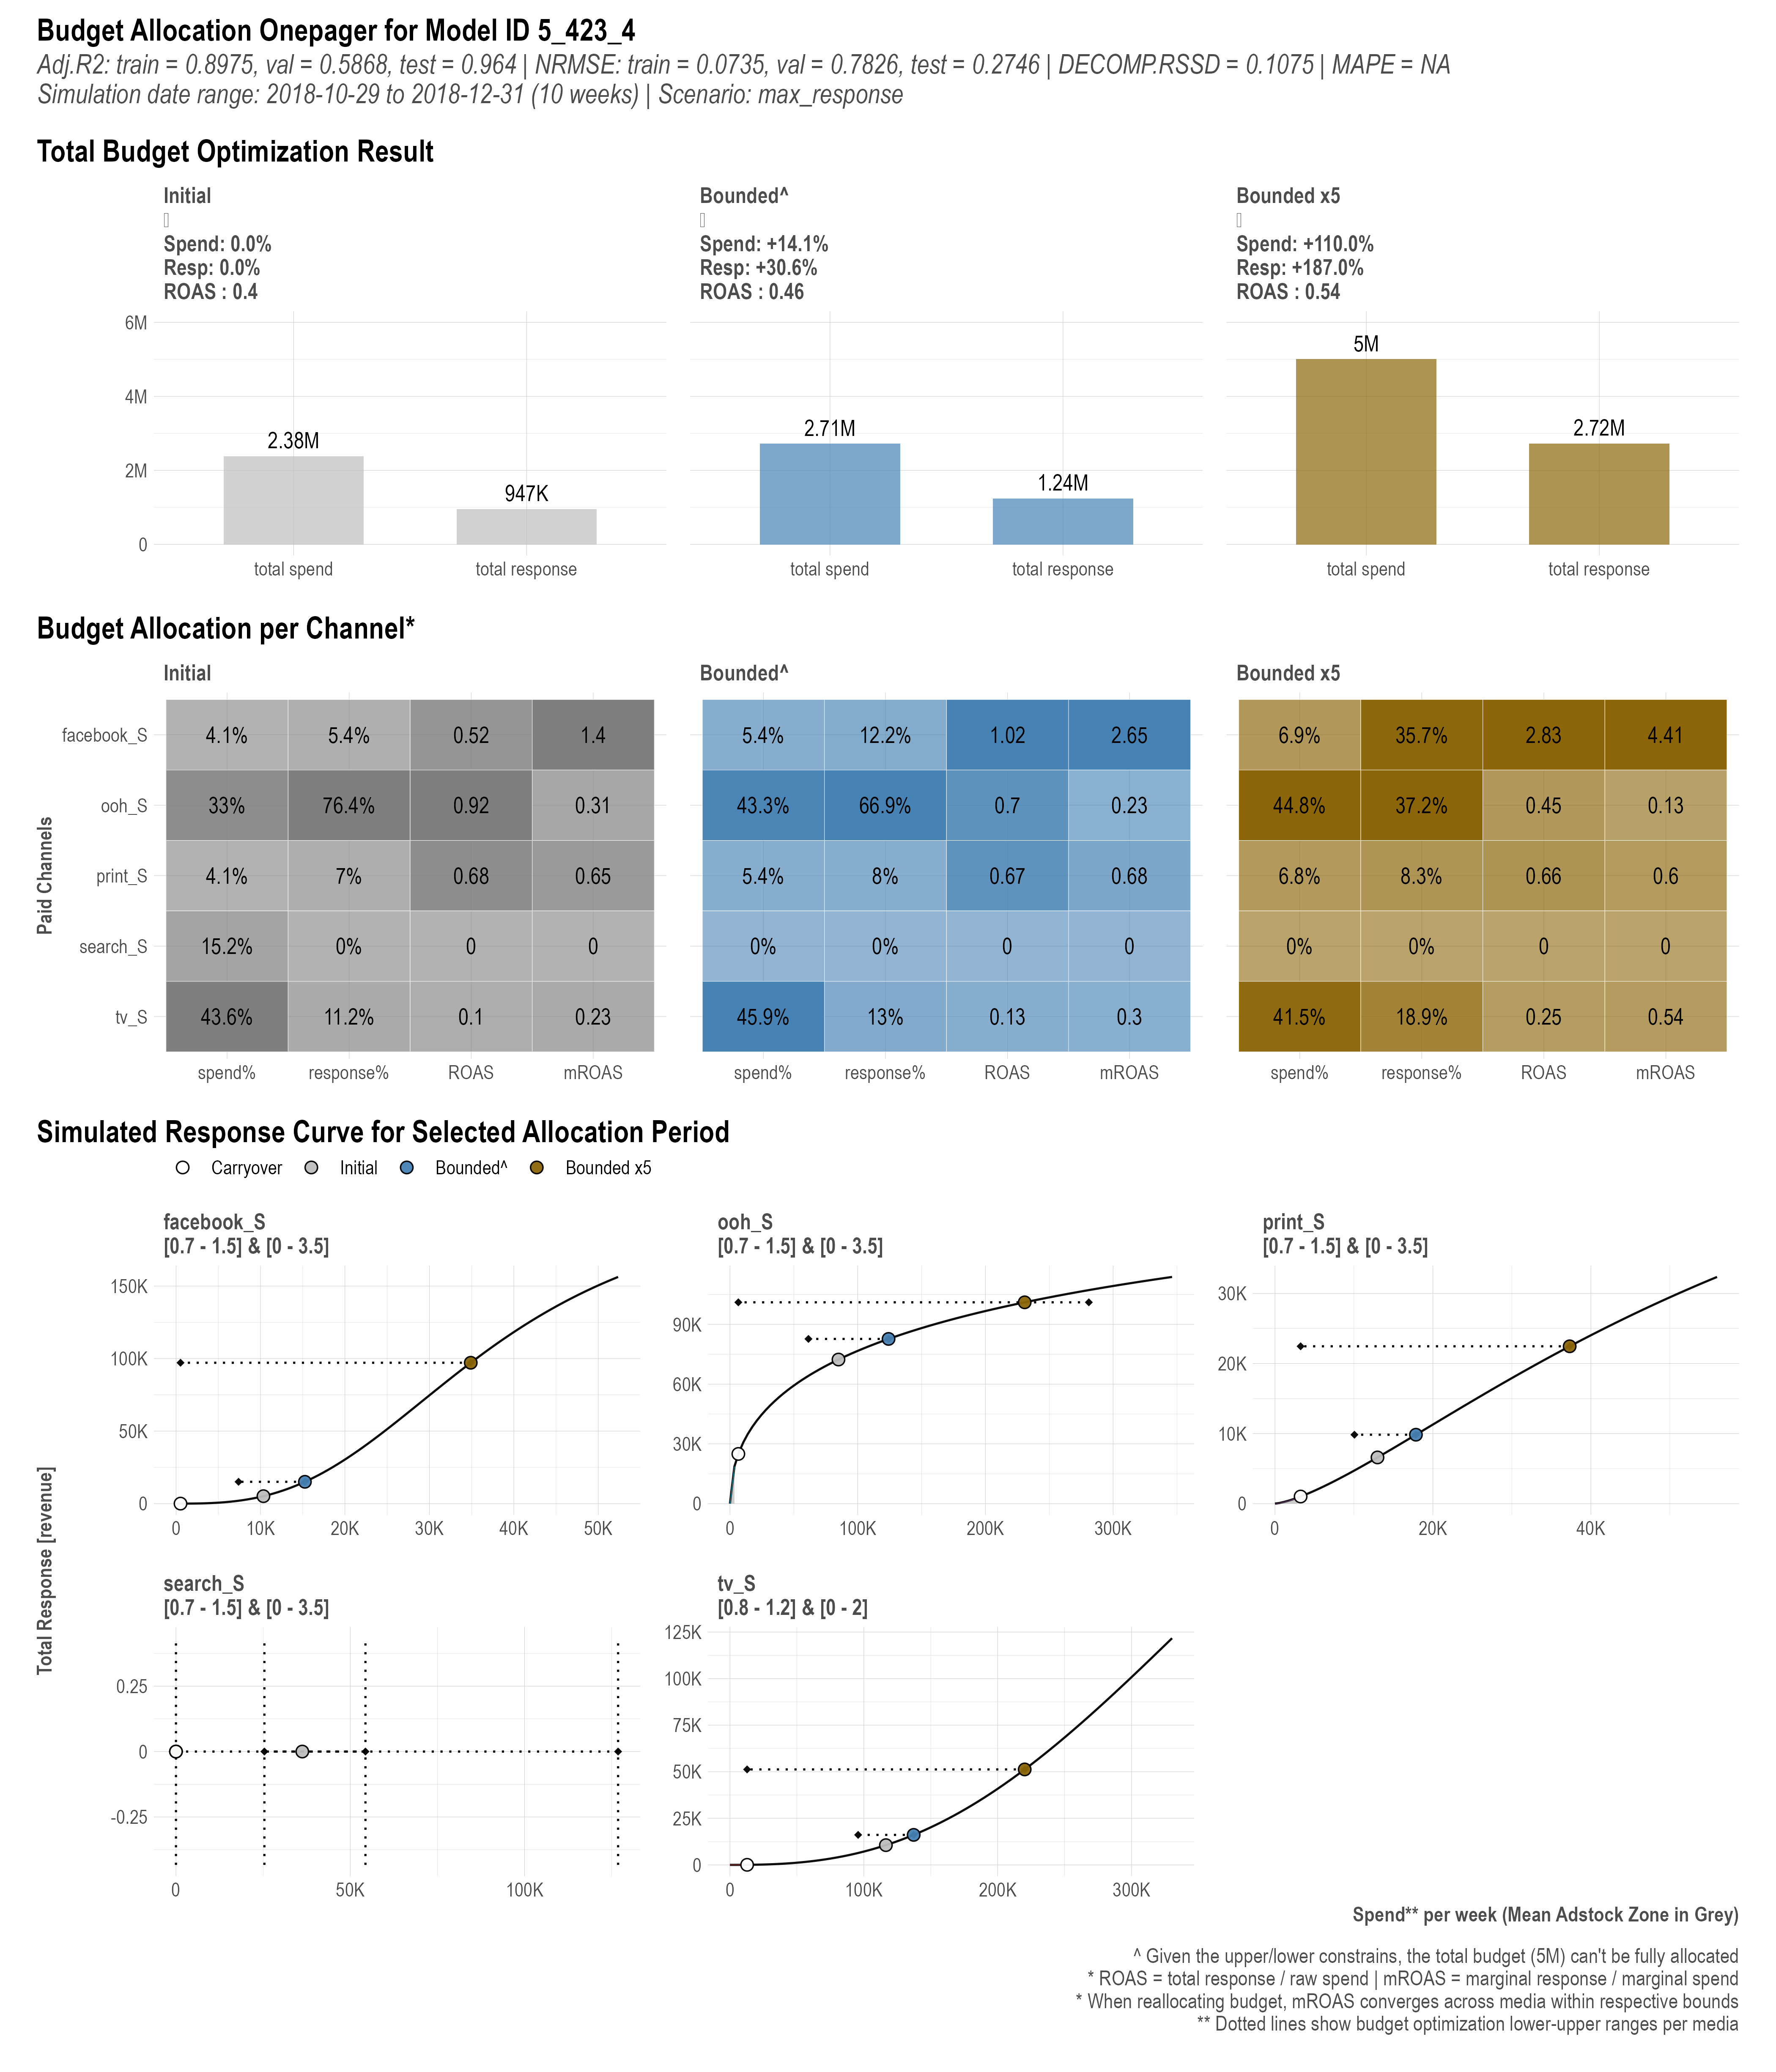 Budget Allocation Onepager for Model ID 5_423_4
Adj.R2: train = 0.8975, val = 0.5868, test = 0.964 | NRMSE: train = 0.0735, val = 0.7826, test = 0.2746 | DECOMP.RSSD = 0.1075 | MAPE = NA
Simulation date range: 2018-10-29 to 2018-12-31 (10 weeks) | Scenario: max_response
Total Budget Optimization Result
Initial
Spend: 0.0%
Resp: 0.0%
ROAS : 0.4
Bounded^
Spend: +14.1%
Resp: +30.6%
ROAS : 0.46
Bounded x5
Spend: +110.0%
Resp: +187.0%
ROAS : 0.54
6M
4M
2M
0
2.38M
947K
total spend
total response
2.71M
1.24M
total spend
total response
5M
2.72M
total spend
total response
Budget Allocation per Channel*
Initial
Bounded^
Bounded x5
Paid Channels
facebook_S 4.1% 5.4% 0.52 1.4 5.4% 12.2% 1.02 2.65 6.9% 35.7% 2.83 4.41
ooh_S 33% 76.4% 0.92 0.31 43.3% 66.9% 0.7 0.23 44.8% 37.2% 0.45 0.13
print_S 4.1% 7% 0.68 0.65 5.4% 8% 0.67 0.68 6.8% 8.3% 0.66 0.6
search_S 15.2% 0% 0 0 0% 0% 0 0 0% 0% 0 0
tv_S 43.6% 11.2% 0.1 0.23 45.9% 13% 0.13 0.3 41.5% 18.9% 0.25 0.54
spend% response% ROAS mROAS spend% response% ROAS mROAS spend% response% ROAS mROAS
Simulated Response Curve for Selected Allocation Period
Carryover Initial Bounded^ Bounded x5
Total Response [revenue]
facebook_S
[0.7 - 1.5] & [0 - 3.5]
150K
100K
50K
0
0 10K 20K 30K 40K 50K
ooh_S
[0.7 - 1.5] & [0 - 3.5]
90K
60K
30K
0
0 100K 200K 300K
print_S
[0.7 - 1.5] & [0 - 3.5]
30K
20K
10K
0
0 20K 40K
search_S
[0.7 - 1.5] & [0 - 3.5]
0.25
0
-0.25
0 50K 100K
tv_S
[0.8 - 1.2] & [0 - 2]
125K
100K
75K
50K
25K
0
0 100K 200K 300K
Spend** per week (Mean Adstock Zone in Grey)
^ Given the upper/lower constrains, the total budget (5M) can't be fully allocated
* ROAS = total response / raw spend | mROAS = marginal response / marginal spend
* When reallocating budget, mROAS converges across media within respective bounds
** Dotted lines show budget optimization lower-upper ranges per media